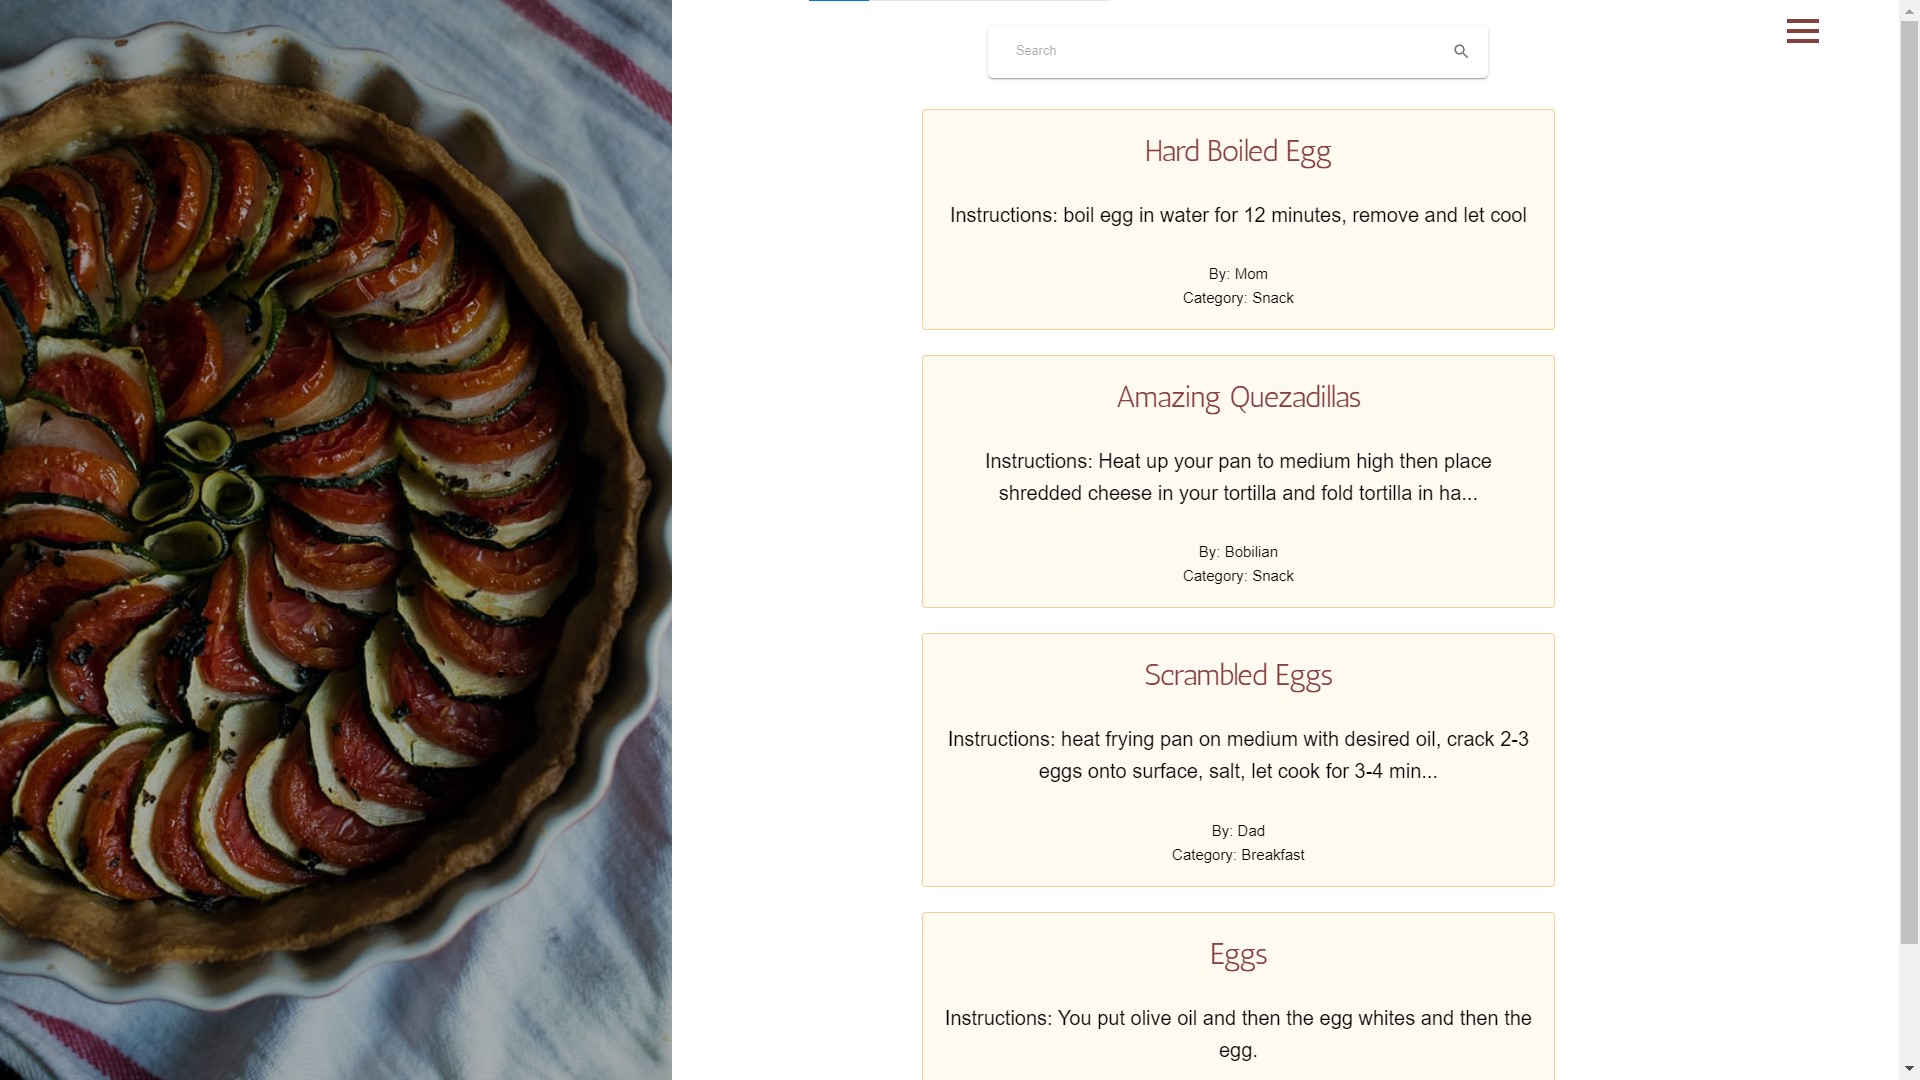 Search
Hard Boiled Egg
Instructions: boil egg in water for 12 minutes, remove and let cool
By: Mom
Category: Snack
Amazing Quezadillas
Instructions: Heat up your pan to medium high then place
shredded cheese in your tortilla and fold tortilla in ha...
By: Bobilian
Category: Snack
Scrambled Eggs
Instructions: heat frying pan on medium with desired oil, crack 2-3
eggs onto surface, salt, let cook for 3-4 min...
By: Dad
Category: Breakfast
Eggs
Instructions: You put olive oil and then the egg whites and then the
egg.